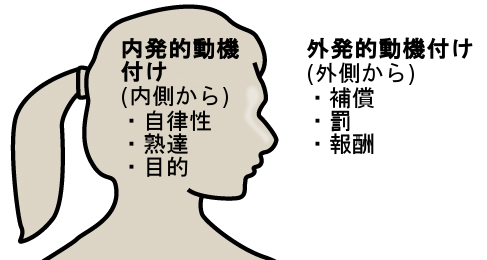 内発的動機
付け
(内側から)
・自律性
・熟達
・目的
外発的動機付け
(外側から)
・補償
・罰
・報酬